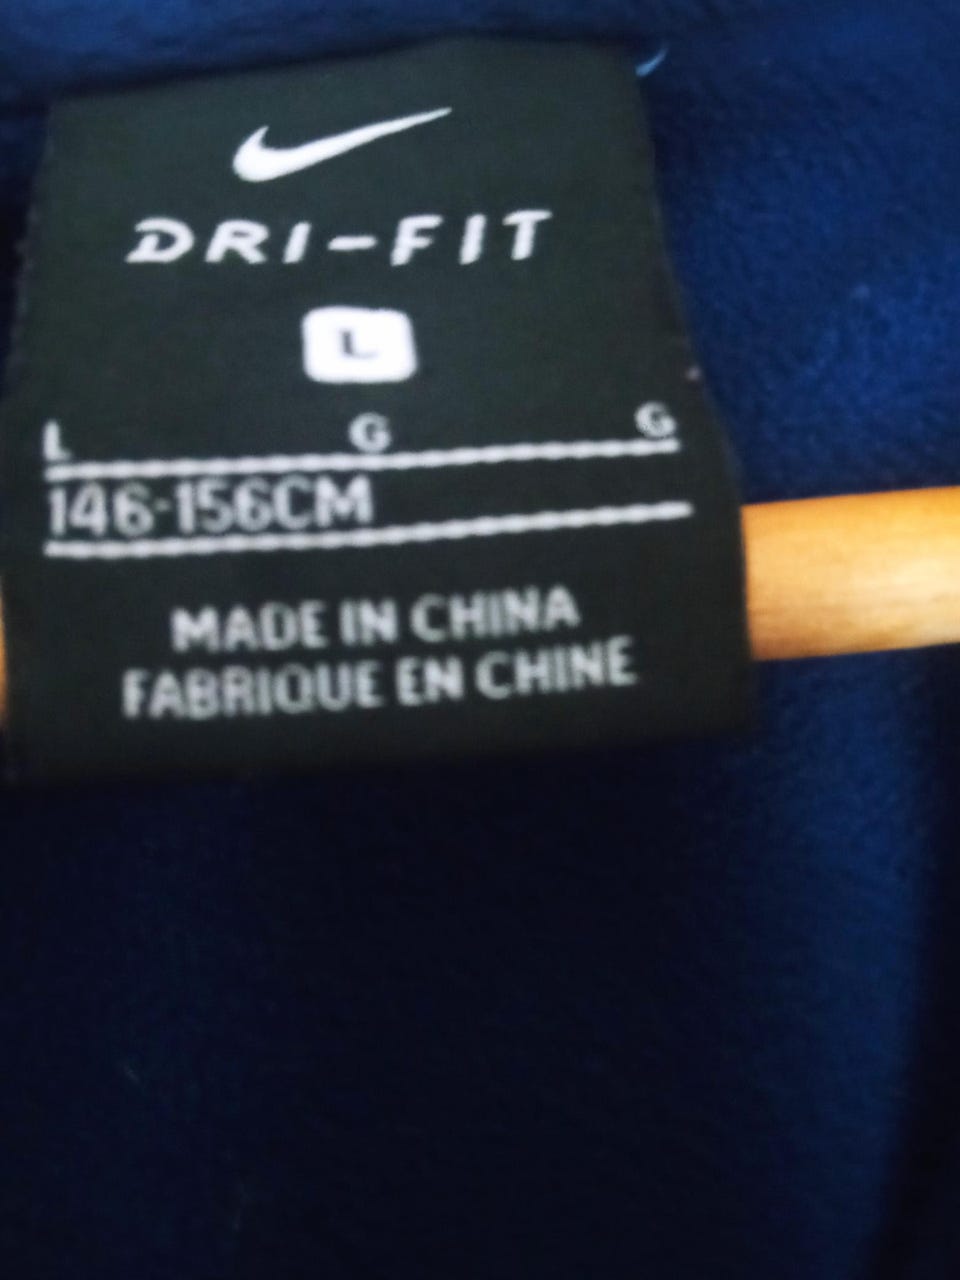 DRI-FIT
L
L G G
146-156CM
MADE IN CHINA
FABRIQUE EN CHINE